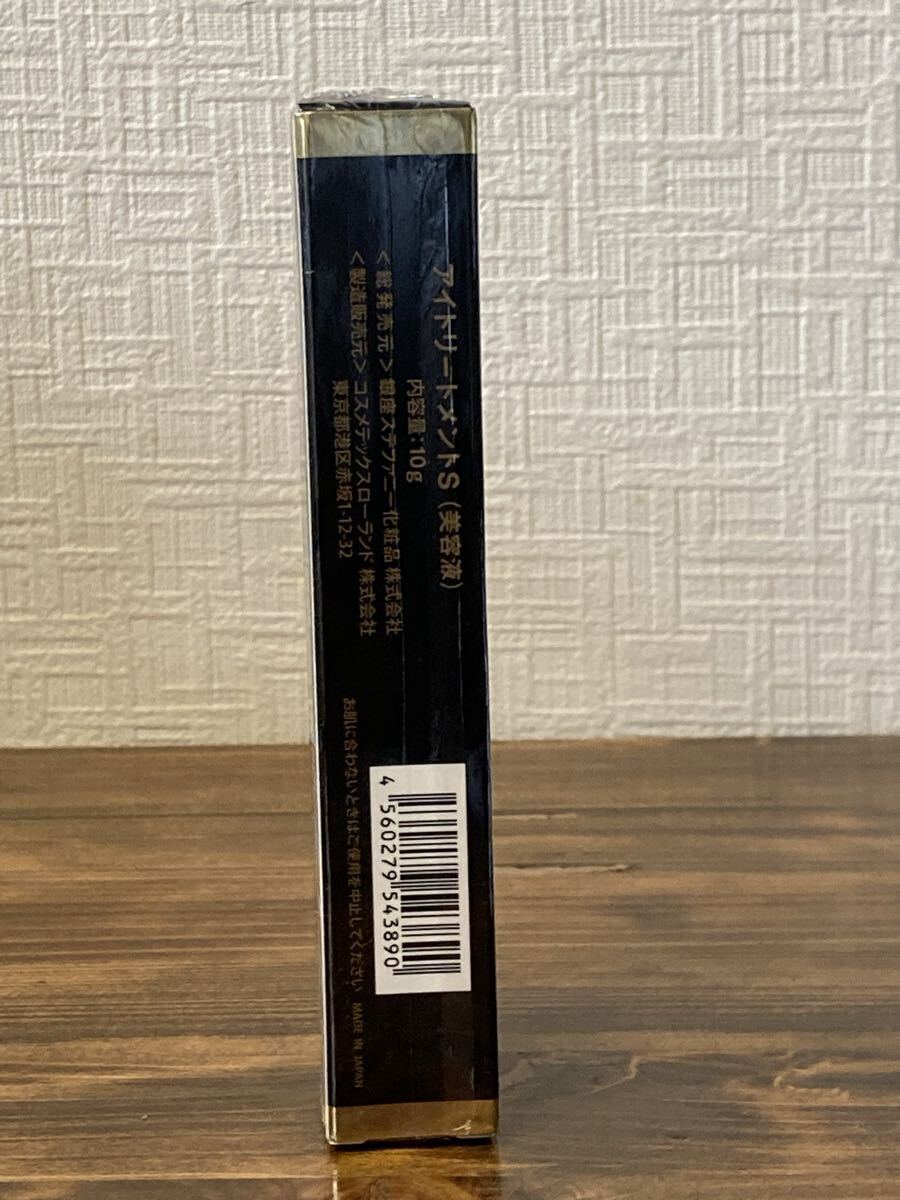 アイトリートメントS（美容液）
内容量：10g
＜総発売元＞銀座ステファニー化粧品 株式会社
＜製造販売元＞コスメテックスローランド 株式会社
東京都港区赤坂1-12-32
お肌に合わないときはご使用を中止してください MADE IN JAPAN
4 560279 543890